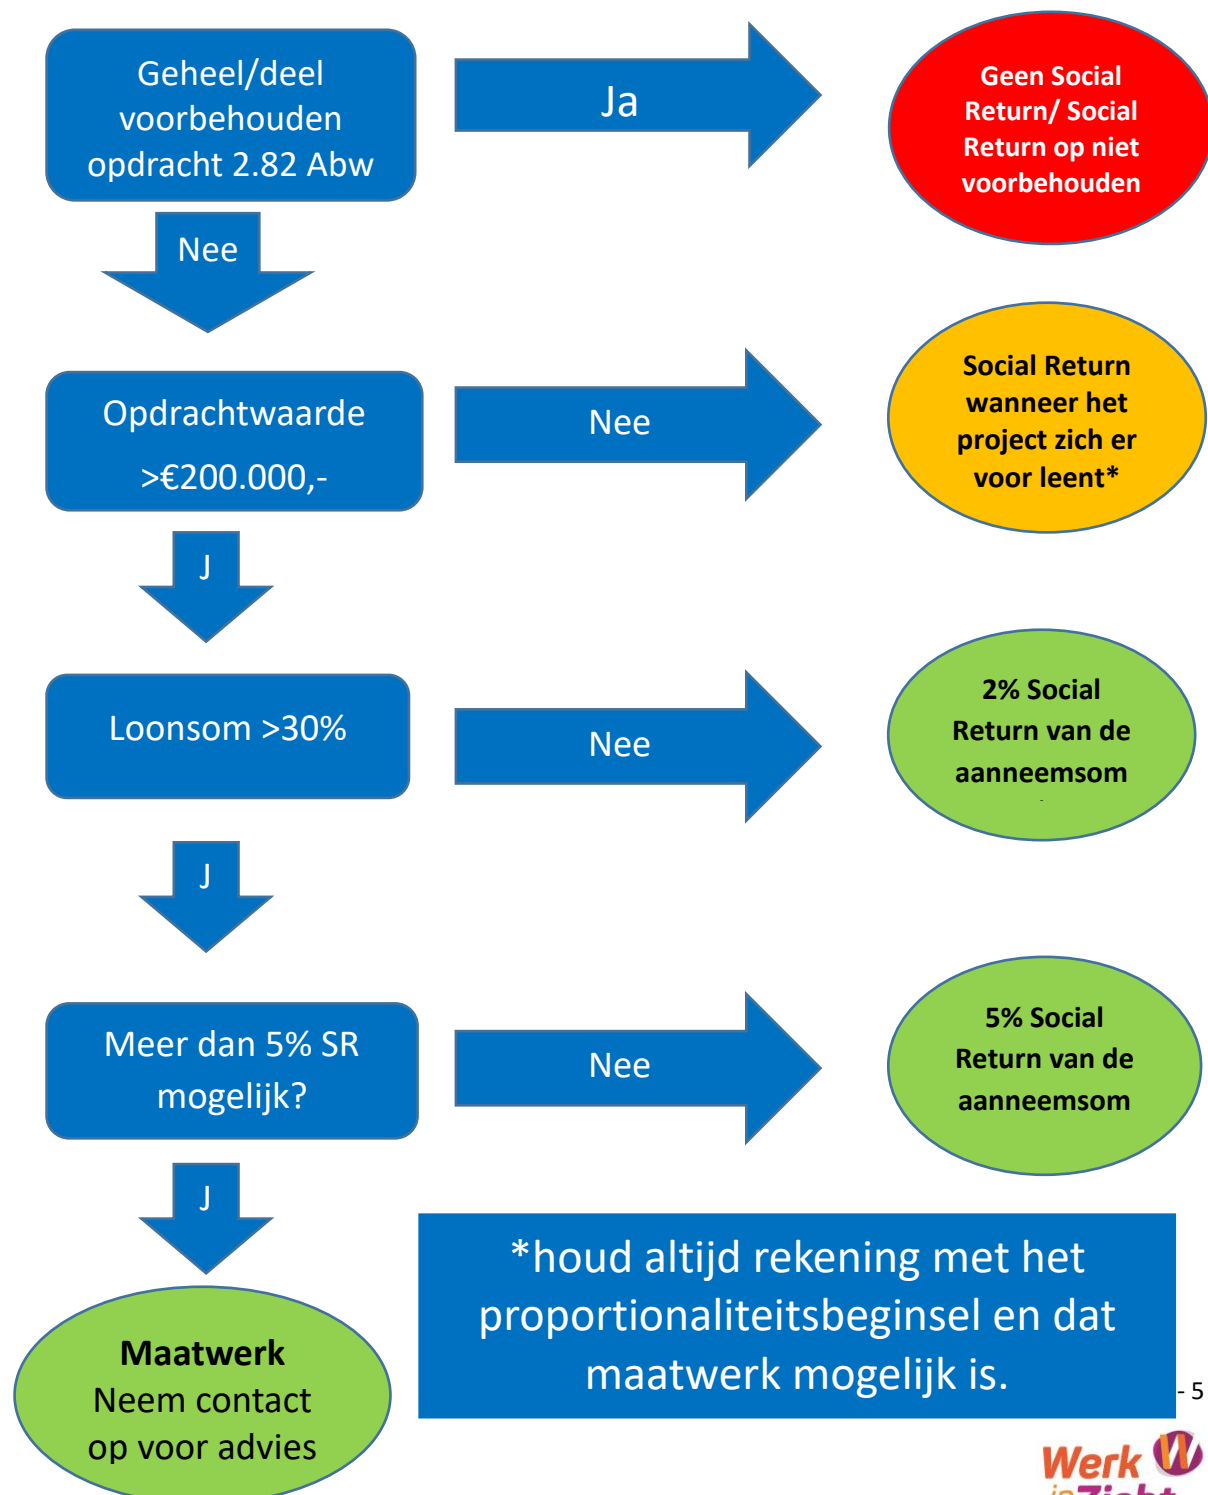 Geheel/deel
voorbehouden
opdracht 2.82 Abw
Ja
Geen Social
Return/ Social
Return op niet
voorbehouden
Nee
Opdrachtwaarde
>€200.000,-
Nee
Social Return
wanneer het
project zich er
voor leent*
J
Loonsom >30%
Nee
2% Social
Return van de
aanneemsom
J
Meer dan 5% SR
mogelijk?
Nee
5% Social
Return van de
aanneemsom
J
*houd altijd rekening met het
proportionaliteitsbeginsel en dat
maatwerk mogelijk is.
Maatwerk
Neem contact
op voor advies
- 5
Werk
inZicht